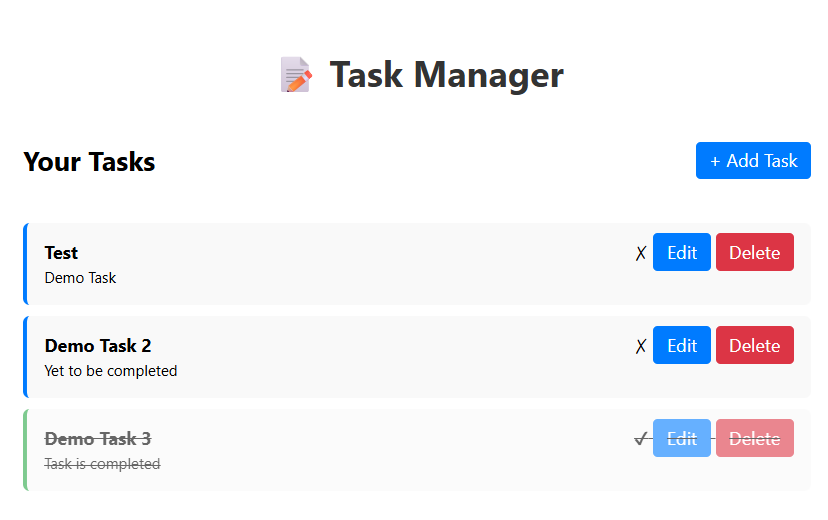 📝 Task Manager
Your Tasks
+ Add Task
Test
✗ Edit Delete
Demo Task
Demo Task 2
✗ Edit Delete
Yet to be completed
Demo Task 3
✓ Edit Delete
Task is completed